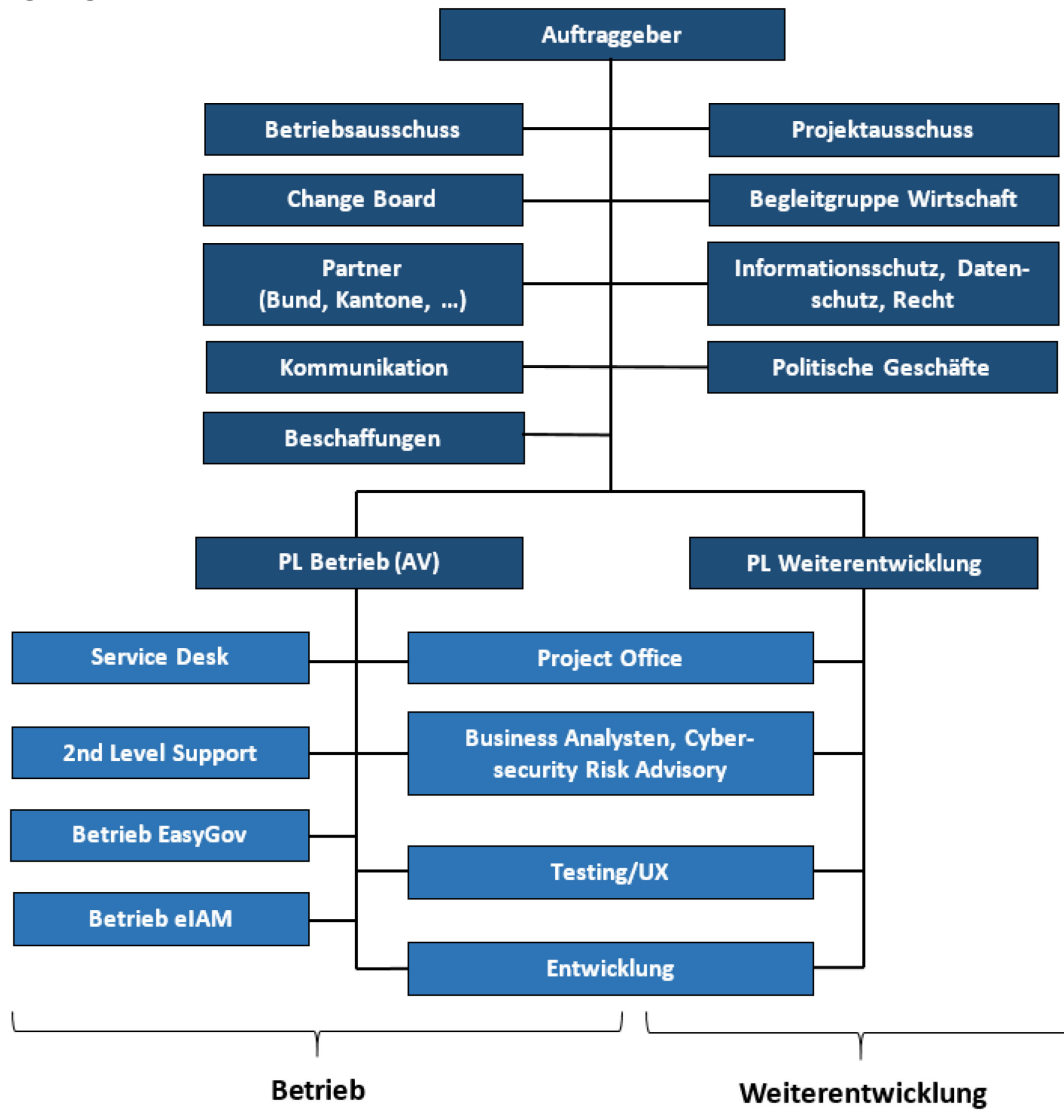 Auftraggeber
Betriebsausschuss
Projektausschuss
Change Board
Begleitgruppe Wirtschaft
Partner
(Bund, Kantone, ...)
Informationsschutz, Daten-
schutz, Recht
Kommunikation
Politische Geschäfte
Beschaffungen
PL Betrieb (AV)
PL Weiterentwicklung
Service Desk
Project Office
2nd Level Support
Business Analysten, Cyber-
security Risk Advisory
Betrieb EasyGov
Testing/UX
Betrieb eIAM
Entwicklung
Betrieb
Weiterentwicklung